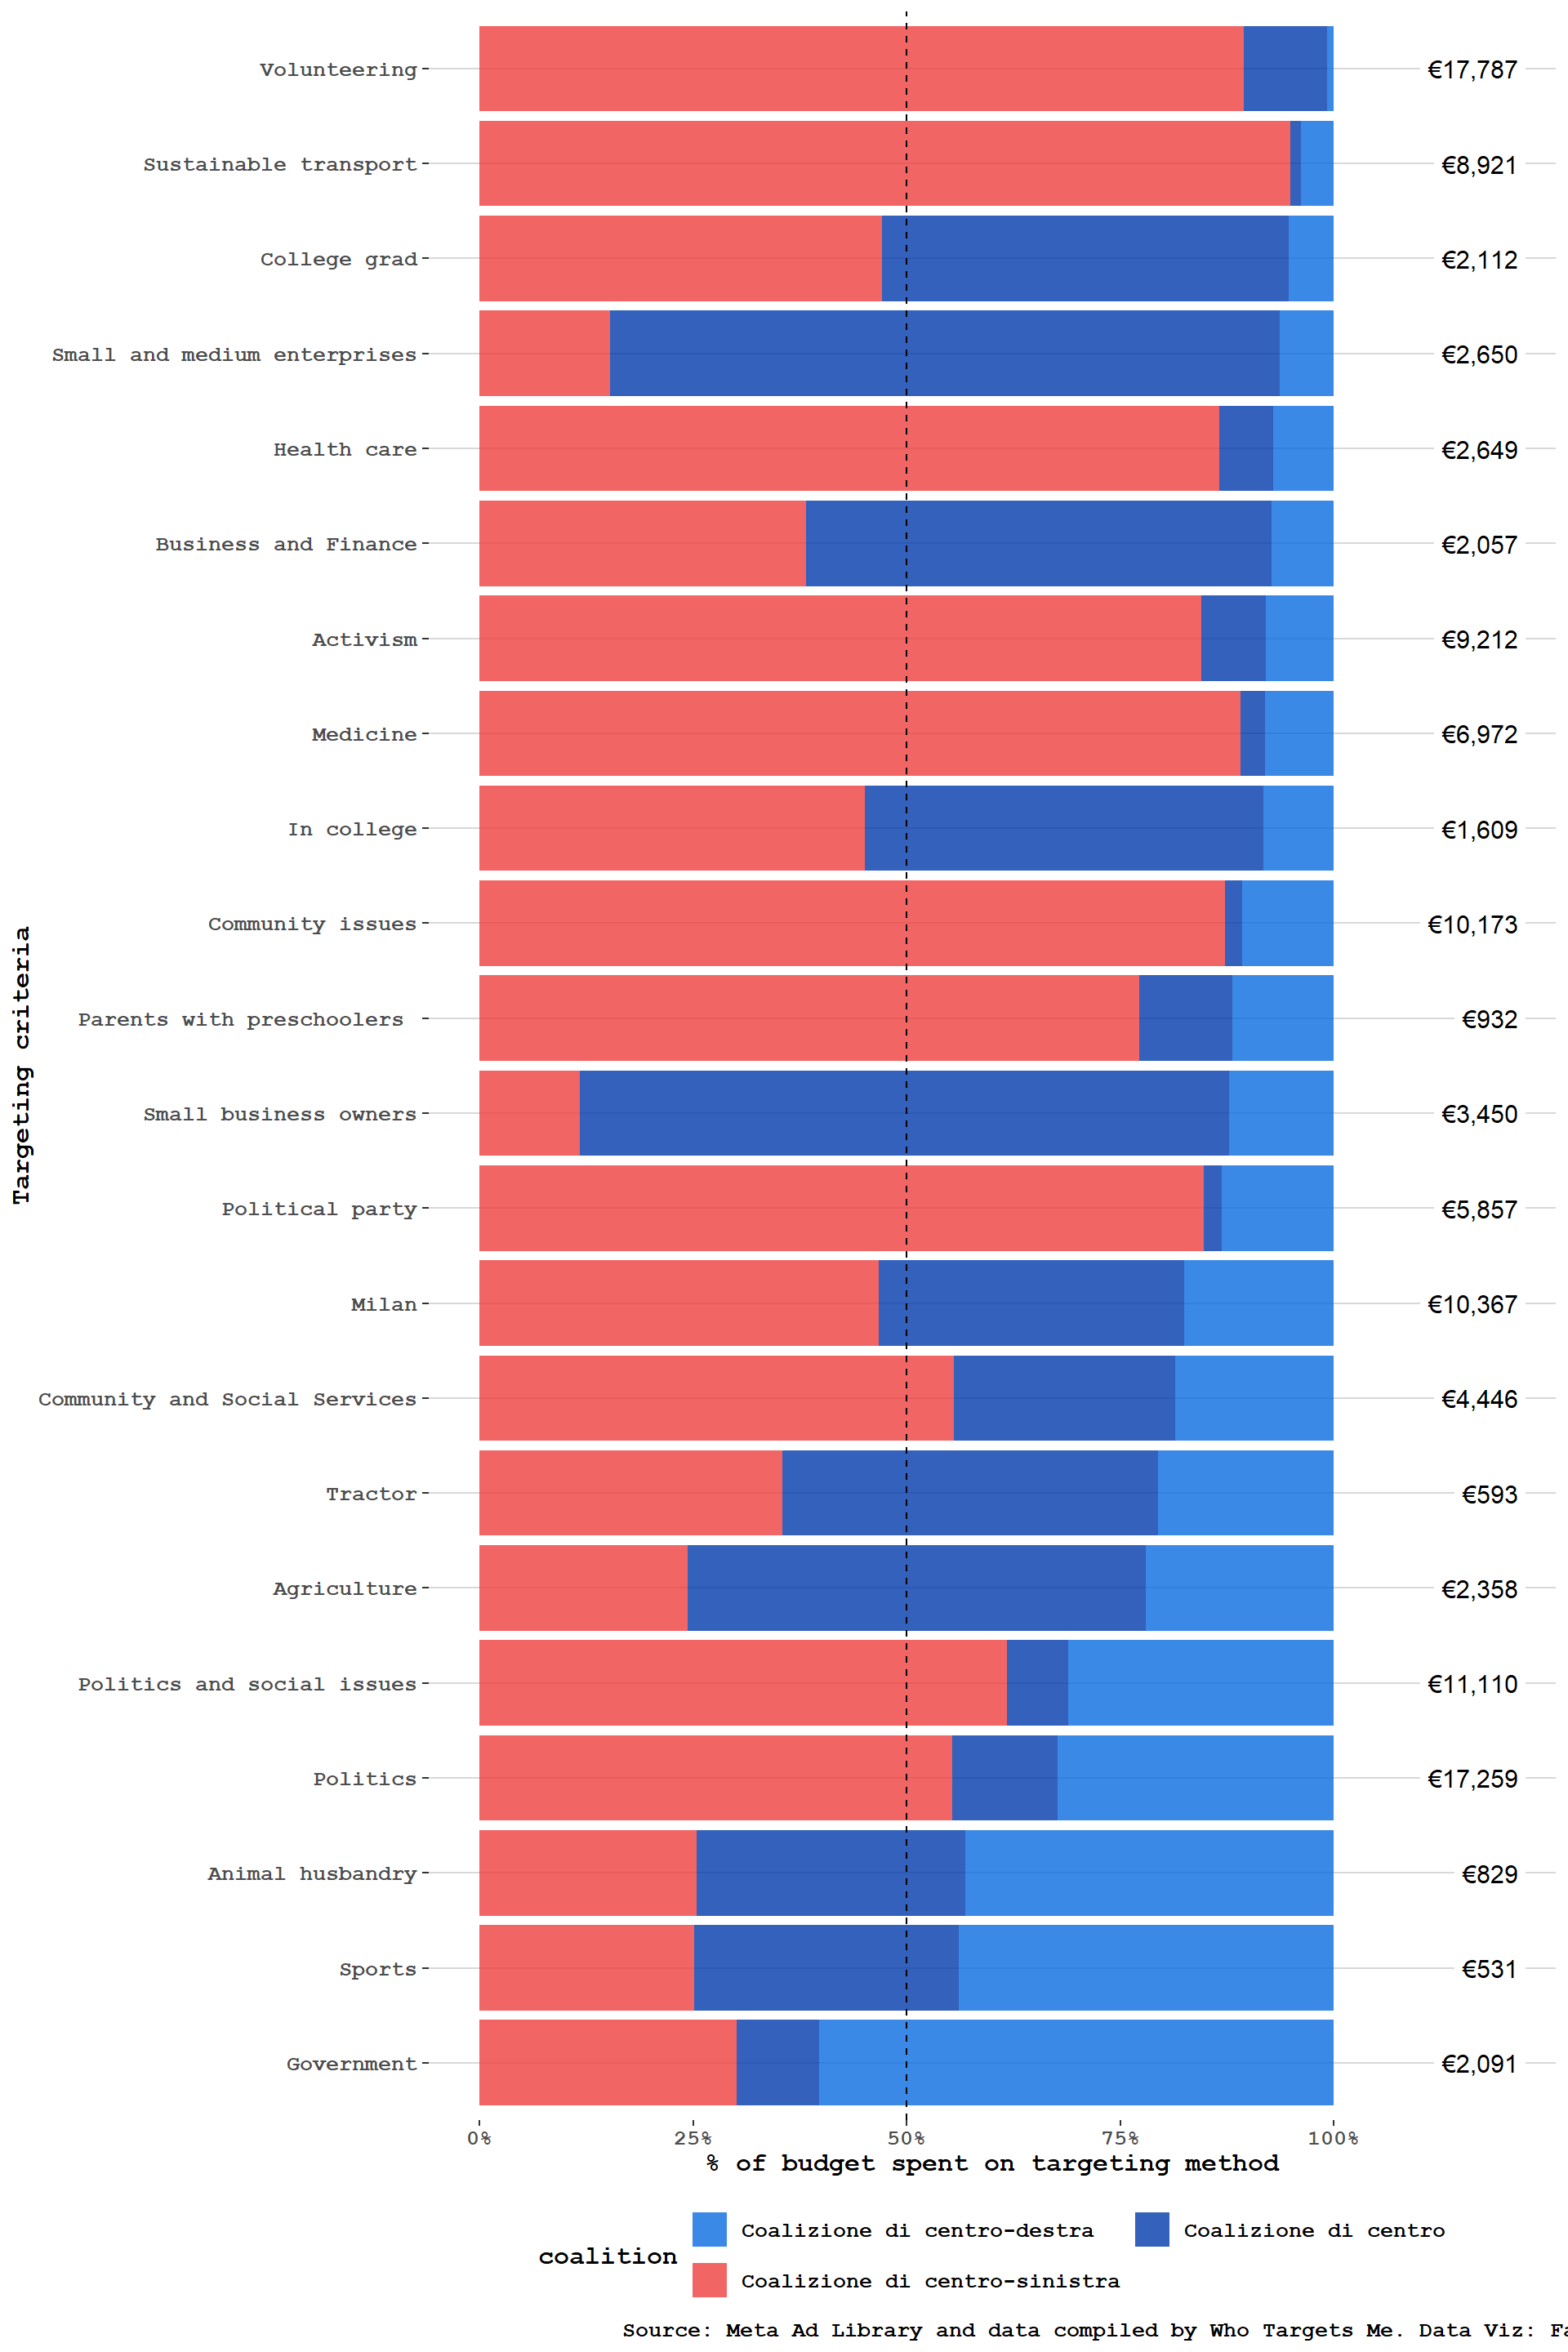 Volunteering €17,787
Sustainable transport €8,921
College grad €2,112
Small and medium enterprises €2,650
Health care €2,649
Business and Finance €2,057
Activism €9,212
Medicine €6,972
In college €1,609
Community issues €10,173
Parents with preschoolers €932
Small business owners €3,450
Political party €5,857
Milan €10,367
Community and Social Services €4,446
Tractor €593
Agriculture €2,358
Politics and social issues €11,110
Politics €17,259
Animal husbandry €829
Sports €531
Government €2,091
Targeting criteria
0% 25% 50% 75% 100%
% of budget spent on targeting method
coalition
Coalizione di centro-destra
Coalizione di centro
Coalizione di centro-sinistra
Source: Meta Ad Library and data compiled by Who Targets Me. Data Viz: